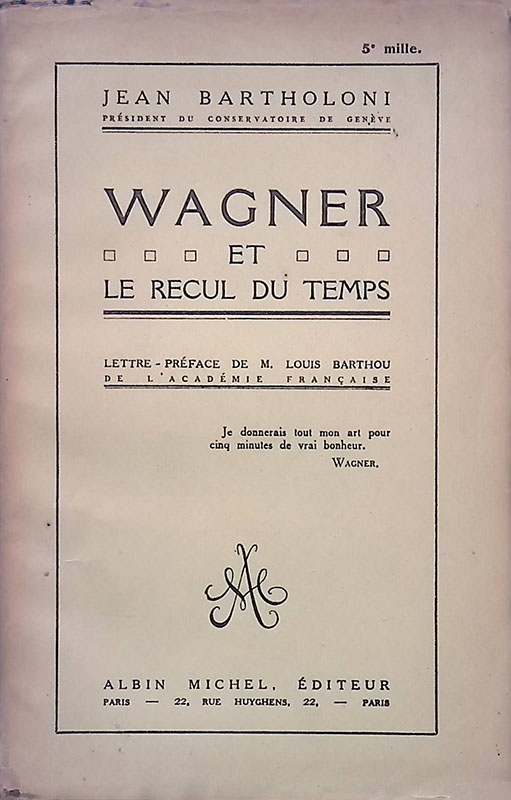 5e mille.
JEAN BARTHOLONI
PRÉSIDENT DU CONSERVATOIRE DE GENÈVE
WAGNER
ET
LE RECUL DU TEMPS
LETTRE-PRÉFACE DE M. LOUIS BARTHOU
DE L'ACADÉMIE FRANÇAISE
Je donnerais tout mon art pour
cinq minutes de vrai bonheur.
WAGNER.
AM
ALBIN MICHEL, ÉDITEUR
PARIS — 22, RUE HUYGHENS, 22, — PARIS